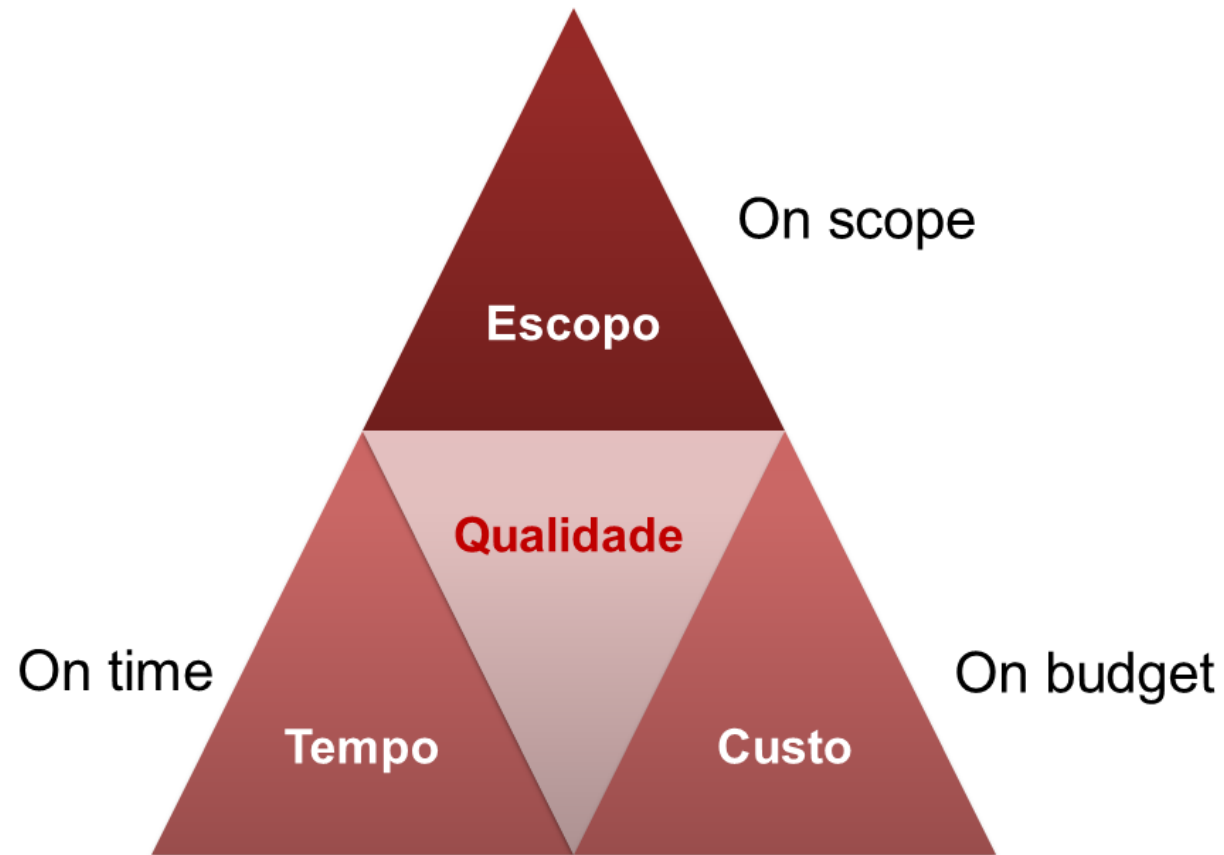 On scope
Escopo
Qualidade
On time
On budget
Tempo
Custo